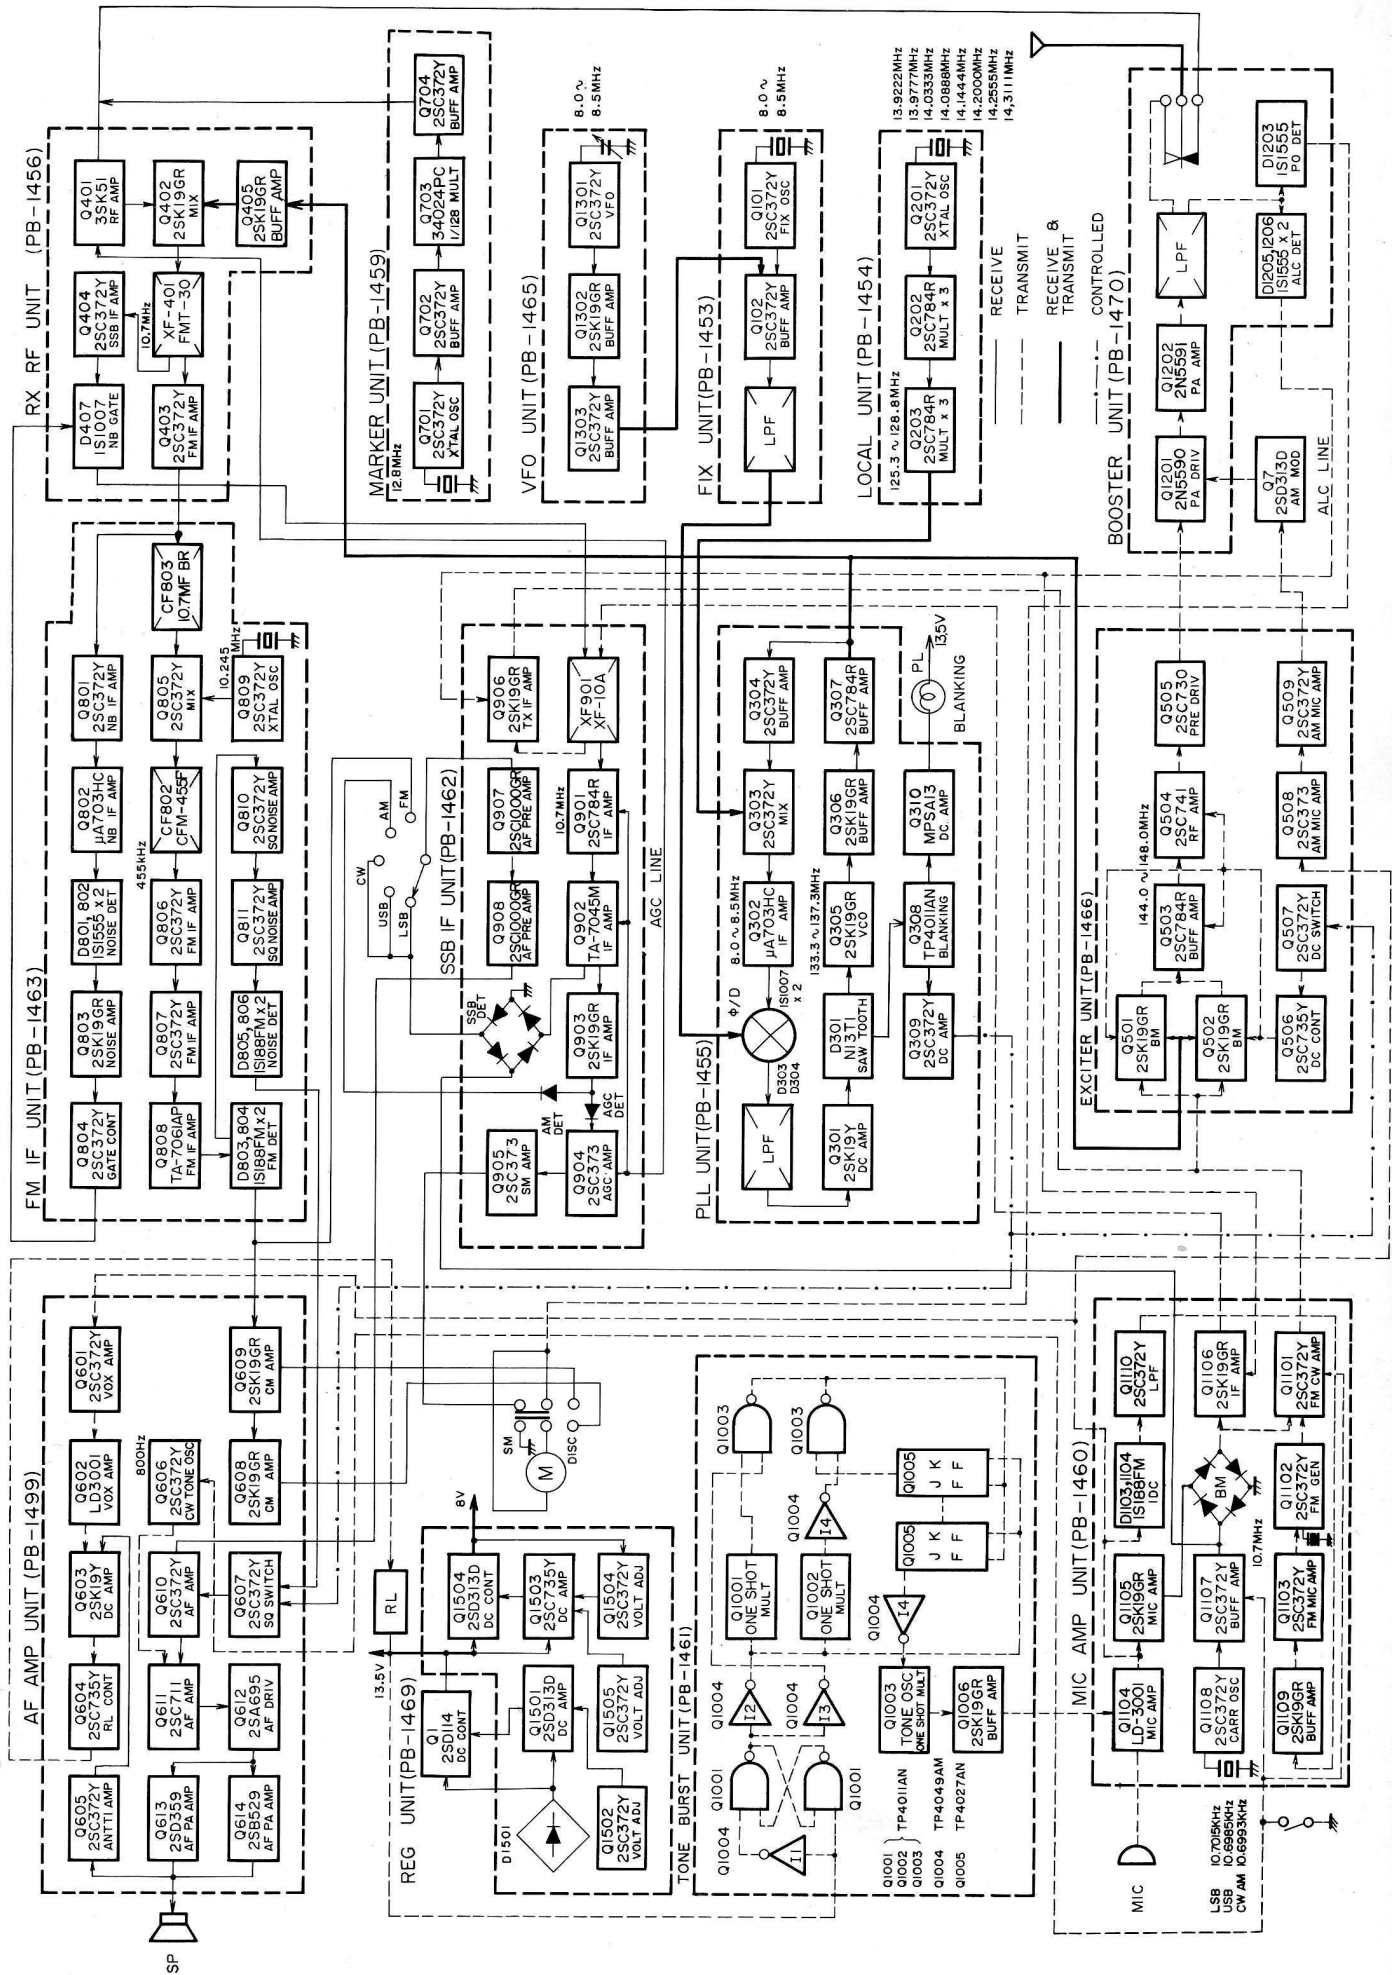 RX RF UNIT (PB-1456)
Q401
3SK51
RF AMP
Q402
2SK19GR
MIX
Q405
2SK19GR
BUFF AMP
Q404
2SC372Y
SSB IF AMP
10.7MHz
XF-401
FMT-30
D407
1S1007
NB GATE
Q403
2SC372Y
FM IF AMP
MARKER UNIT(PB-1459)
12.8MHz
Q701
2SC372Y
XTAL OSC
Q702
2SC372Y
BUFF AMP
Q703
34024PC
1/128 MULT
Q704
2SC372Y
BUFF AMP
VFO UNIT(PB-1465)
8.0~
8.5MHz
Q1301
2SC372Y
VFO
Q1302
2SK19GR
BUFF AMP
Q1303
2SC372Y
BUFF AMP
FIX UNIT(PB-1453)
8.0~
8.5MHz
Q101
2SC372Y
FIX OSC
Q102
2SC372Y
BUFF AMP
LPF
LOCAL UNIT(PB-1454)
125.3~128.8MHz
Q203
2SC784R
MULT x 3
Q202
2SC784R
MULT x 3
Q201
2SC372Y
XTAL OSC
13.9222MHz
13.9777MHz
14.0333MHz
14.0888MHz
14.1444MHz
14.2000MHz
14.2555MHz
14.3111MHz
RECEIVE
TRANSMIT
RECEIVE &
TRANSMIT
CONTROLLED
BOOSTER UNIT(PB-1470)
Q1201
2N5590
PA DRIV
Q1202
2N5591
PA AMP
LPF
D1205,1206
1S1555 x 2
ALC DET
D1203
1S1555
PO DET
Q7
2SD313D
AM MOD
ALC LINE
FM IF UNIT(PB-1463)
Q804
2SC372Y
GATE CONT
Q803
2SK19GR
NOISE AMP
D801,802
1S1555 x 2
NOISE DET
Q802
μA703HC
NB IF AMP
Q801
2SC372Y
NB IF AMP
CF803
10.7MF BR
Q808
TA-7061AP
FM IF AMP
Q807
2SC372Y
FM IF AMP
Q806
2SC372Y
FM IF AMP
455kHz
CF802
CFM-455F
Q805
2SC372Y
MIX
D803,804
1S188FM x2
FM DET
D805,806
1S188FM x2
NOISE DET
Q811
2SC372Y
SQ NOISE AMP
Q810
2SC372Y
SQ NOISE AMP
Q809
2SC372Y
XTAL OSC
10.245 MHz
SSB IF UNIT(PB-1462)
CW
USB
LSB
AM
FM
Q906
2SK19GR
TX IF AMP
XF901
XF-10A
Q907
2SC1000GR
AF PRE AMP
Q908
2SC1000GR
AF PRE AMP
10.7MHz
Q901
2SC784R
IF AMP
Q902
TA-7045M
IF AMP
Q903
2SK19GR
IF AMP
SSB
DET
AM
DET
AGC
DET
Q905
2SC373
SM AMP
Q904
2SC373
AGC AMP
AGC LINE
PLL UNIT(PB-1455)
Φ/D
1S1007
x 2
D303
D304
LPF
Q301
2SK19Y
DC AMP
8.0~8.5MHz
Q302
μA703HC
IF AMP
Q303
2SC372Y
MIX
Q304
2SC372Y
BUFF AMP
133.3~137.3MHz
D301
N13T1
SAW TOOTH
Q305
2SK19GR
VCO
Q306
2SK19GR
BUFF AMP
Q307
2SC784R
BUFF AMP
Q309
2SC372Y
DC AMP
Q308
TP4011AN
BLANKING
Q310
MPSA13
DC. AMP
PL
13.5V
BLANKING
EXCITER UNIT(PB-1466)
Q501
2SK19GR
BM
Q502
2SK19GR
BM
Q503
2SC784R
BUFF AMP
144.0~148.0MHz
Q504
2SC741
RF AMP
Q505
2SC730
PRE DRIV
Q506
2SC735Y
DC CONT
Q507
2SC372Y
DC SWITCH
Q508
2SC373
AM MIC AMP
Q509
2SC372Y
AM MIC AMP
AF AMP UNIT(PB-1499)
Q605
2SC372Y
ANTTI AMP
Q604
2SC735Y
RL CONT
Q603
2SK19Y
DC AMP
Q602
LD3001
VOX AMP
Q601
2SC372Y
VOX AMP
800Hz
Q606
2SC372Y
CW TONE OSC
Q613
2SD359
AF PA AMP
Q611
2SC711
AF AMP
Q610
2SC372Y
AF AMP
Q614
2SB529
AF PA AMP
Q612
2SA695
AF DRIV
Q607
2SC372Y
SQ SWITCH
Q608
2SK19GR
CM
Q609
2SK19GR
CM AMP
SP
SM
DISC
M
REG UNIT(PB-1469)
13.5V
8V
RL
Q1
2SD114
DC CONT
Q1504
2SD313D
DC CONT
D1501
Q1501
2SD313D
DC AMP
Q1503
2SC735Y
DC AMP
Q1502
2SC372Y
VOLT ADJ
Q1505
2SC372Y
VOLT ADJ
Q1504
2SC372Y
VOLT ADJ
TONE BURST UNIT(PB-1461)
Q1004
I1
Q1001
Q1001
Q1004
I2
Q1004
I3
Q1001
ONE SHOT
MULT
Q1002
ONE SHOT
MULT
Q1004
I4
Q1003
Q1003
Q1003
TONE OSC
ONE SHOT MULT
Q1004
I4
Q1005
J K
F F
Q1005
J K
F F
Q1006
2SK19GR
BUFF AMP
Q1001
Q1002
Q1003
TP4011AN
Q1004 TP4049AM
Q1005 TP4027AN
MIC AMP UNIT(PB-1460)
MIC
Q1104
LD-3001
MIC AMP
Q1105
2SK19GR
MIC AMP
D1103,1104
1S188FM
IDC
Q1110
2SC372Y
LPF
Q1108
2SC372Y
CARR OSC
Q1107
2SC372Y
BUFF AMP
10.7MHz
BM
Q1106
2SK19GR
IF AMP
Q1109
2SK19GR
BUFF AMP
Q1103
2SC372Y
FM MIC AMP
Q1102
2SC372Y
FM GEN
Q1101
2SC372Y
FM CW AMP
LSB 10.7015KHz
USB 10.6985KHz
CW AM 10.6993KHz